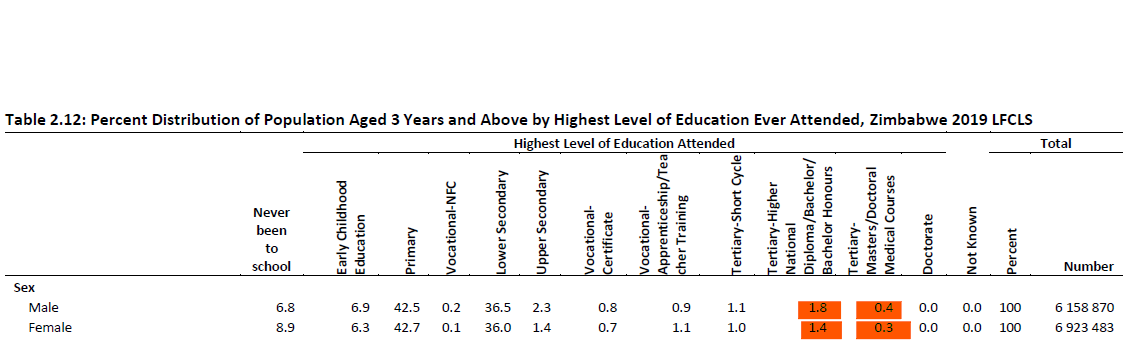 Table 2.12: Percent Distribution of Population Aged 3 Years and Above by Highest Level of Education Ever Attended, Zimbabwe 2019 LFCLS
Highest Level of Education Attended Total
Never been to school
Early Childhood Education
Primary
Vocational-NFC
Lower Secondary
Upper Secondary
Vocational-Certificate
Vocational-Apprenticeship/Teacher Training
Tertiary-Short Cycle
Tertiary-Higher National Diploma/Bachelor/Bachelor Honours
Tertiary-Masters/Doctoral Medical Courses
Doctorate
Not Known
Percent
Number
Sex
Male 6.8 6.9 42.5 0.2 36.5 2.3 0.8 0.9 1.1 1.8 0.4 0.0 0.0 100 6 158 870
Female 8.9 6.3 42.7 0.1 36.0 1.4 0.7 1.1 1.0 1.4 0.3 0.0 0.0 100 6 923 483